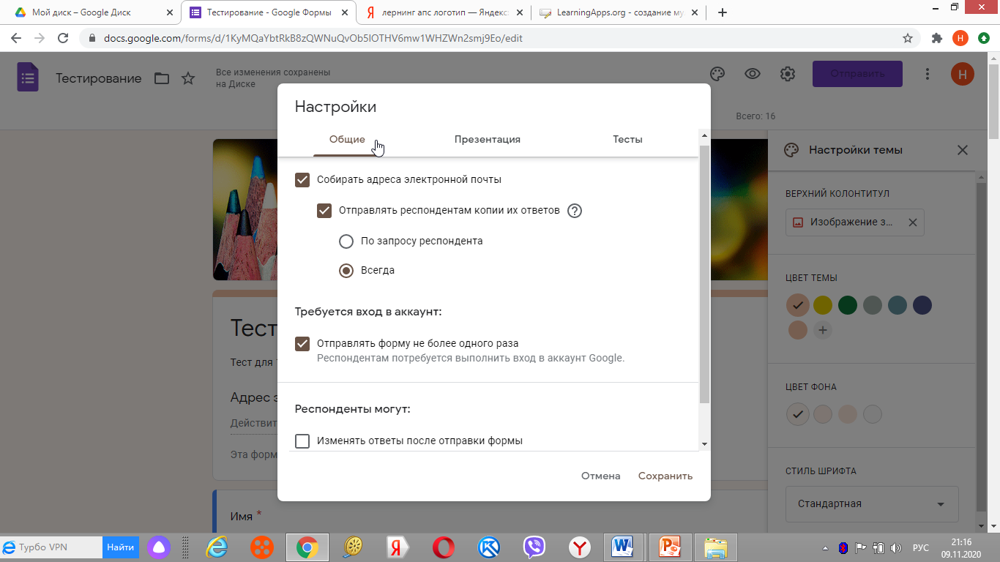 Мой диск – Google Диск
Тестирование - Google Формы
лернинг апс логотип — Яндекс
LearningApps.org - создание му
docs.google.com/forms/d/1KyMQaYbtRkB8zQWNuQvOb5IOTHV6mw1WHZWn2smj9Eo/edit
Н
Тестирование
Все изменения сохранены
на Диске
Отправить
Н
Всего: 16
Настройки
Общие
Презентация
Тесты
Собирать адреса электронной почты
Отправлять респондентам копии их ответов
По запросу респондента
Всегда
Требуется вход в аккаунт:
Отправлять форму не более одного раза
Респондентам потребуется выполнить вход в аккаунт Google.
Респонденты могут:
Изменять ответы после отправки формы
Отмена
Сохранить
Тест
Тест для
Адрес э
Действит
Эта форм
Имя *
Настройки темы
ВЕРХНИЙ КОЛОНТИТУЛ
Изображение з...
ЦВЕТ ТЕМЫ
ЦВЕТ ФОНА
СТИЛЬ ШРИФТА
Стандартная
Турбо VPN
Найти
РУС
21:16
09.11.2020